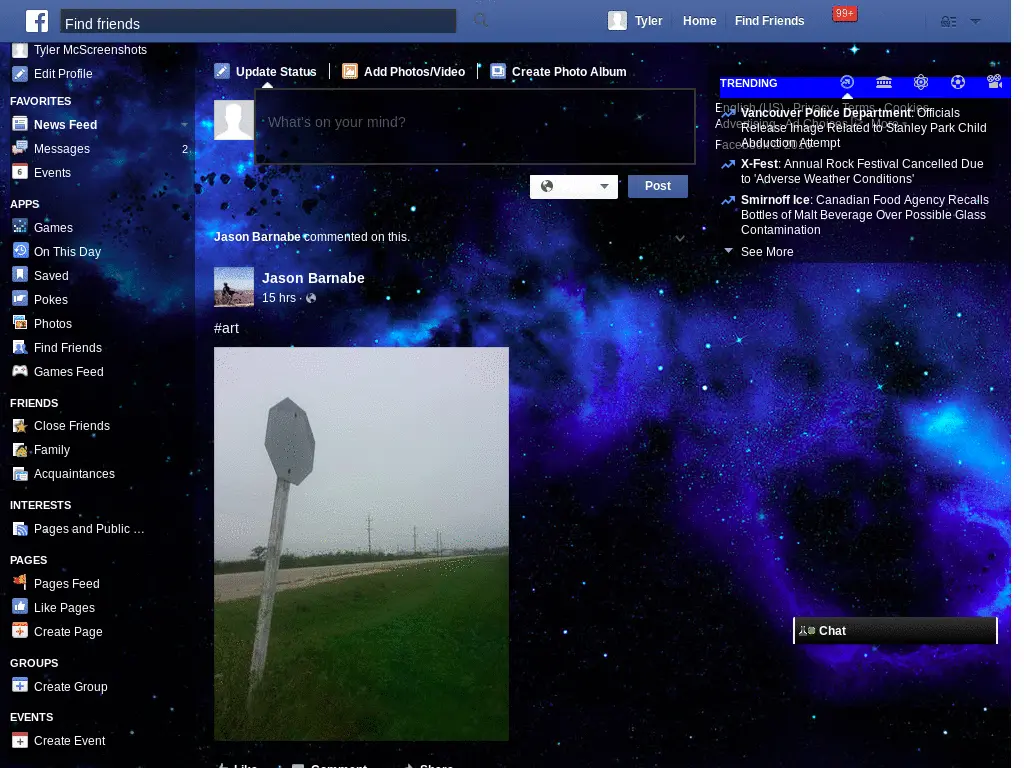 Find friends
Tyler
Home
Find Friends
99+
Tyler McScreenshots
Edit Profile
FAVORITES
News Feed
Messages
2
Events
APPS
Games
On This Day
Saved
Pokes
Photos
Find Friends
Games Feed
FRIENDS
Close Friends
Family
Acquaintances
INTERESTS
Pages and Public ...
PAGES
Pages Feed
Like Pages
Create Page
GROUPS
Create Group
EVENTS
Create Event
Update Status
Add Photos/Video
Create Photo Album
What's on your mind?
Post
Jason Barnabe commented on this.
Jason Barnabe
15 hrs ·
#art
Like
Comment
Share
TRENDING
English (US) · Privacy · Terms · Cookies ·
Vancouver Police Department: Officials
Release Image Related to Stanley Park Child
Abduction Attempt
X-Fest: Annual Rock Festival Cancelled Due
to 'Adverse Weather Conditions'
Smirnoff Ice: Canadian Food Agency Recalls
Bottles of Malt Beverage Over Possible Glass
Contamination
See More
Chat